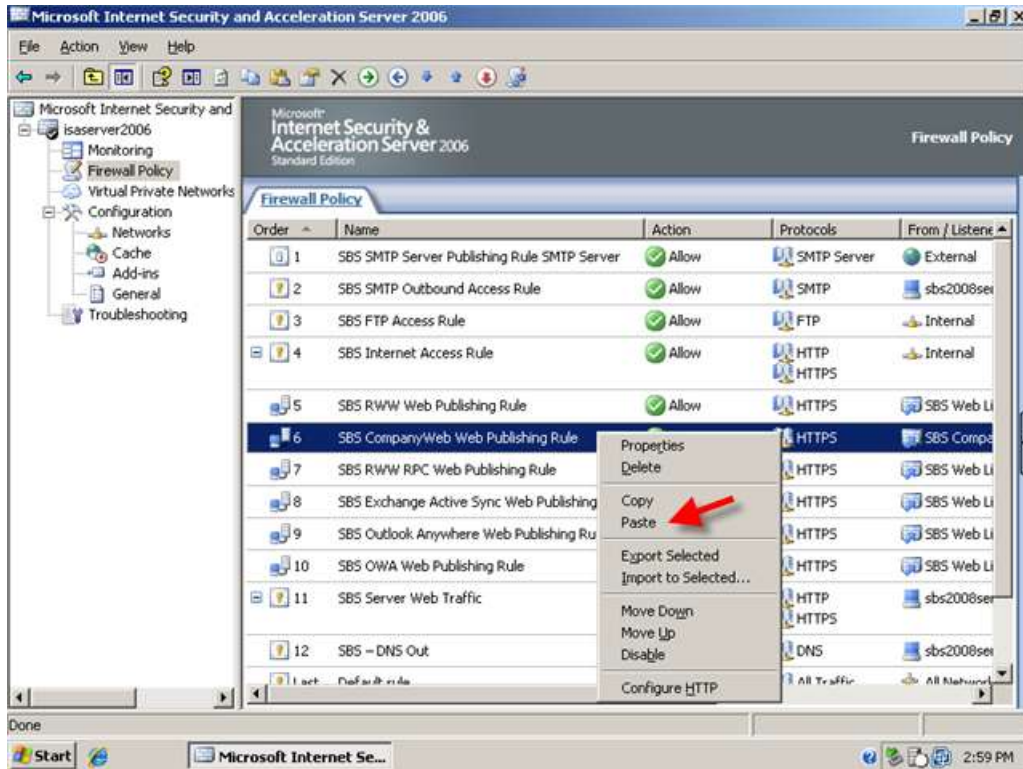 Microsoft Internet Security and Acceleration Server 2006
File Action View Help
Microsoft Internet Security and
isaserver2006
Monitoring
Firewall Policy
Virtual Private Networks
Configuration
Networks
Cache
Add-ins
General
Troubleshooting
Microsoft
Internet Security &
Acceleration Server 2006
Standard Edition
Firewall Policy
Firewall Policy
Order Name Action Protocols From / Listene
1 SBS SMTP Server Publishing Rule SMTP Server Allow SMTP Server External
2 SBS SMTP Outbound Access Rule Allow SMTP sbs2008ser
3 SBS FTP Access Rule Allow FTP Internal
4 SBS Internet Access Rule Allow HTTP Internal
HTTPS
5 SBS RWW Web Publishing Rule Allow HTTPS SBS Web Li
6 SBS CompanyWeb Web Publishing Rule HTTPS SBS Compa
7 SBS RWW RPC Web Publishing Rule HTTPS SBS Web Li
8 SBS Exchange Active Sync Web Publishing HTTPS SBS Web Li
9 SBS Outlook Anywhere Web Publishing Ru HTTPS SBS Web Li
10 SBS OWA Web Publishing Rule HTTPS SBS Web Li
11 SBS Server Web Traffic HTTP sbs2008ser
HTTPS
12 SBS – DNS Out DNS sbs2008ser
Last Default rule All Traffic All Network
Properties
Delete
Copy
Paste
Export Selected
Import to Selected...
Move Down
Move Up
Disable
Configure HTTP
Done
Start
Microsoft Internet Se...
2:59 PM